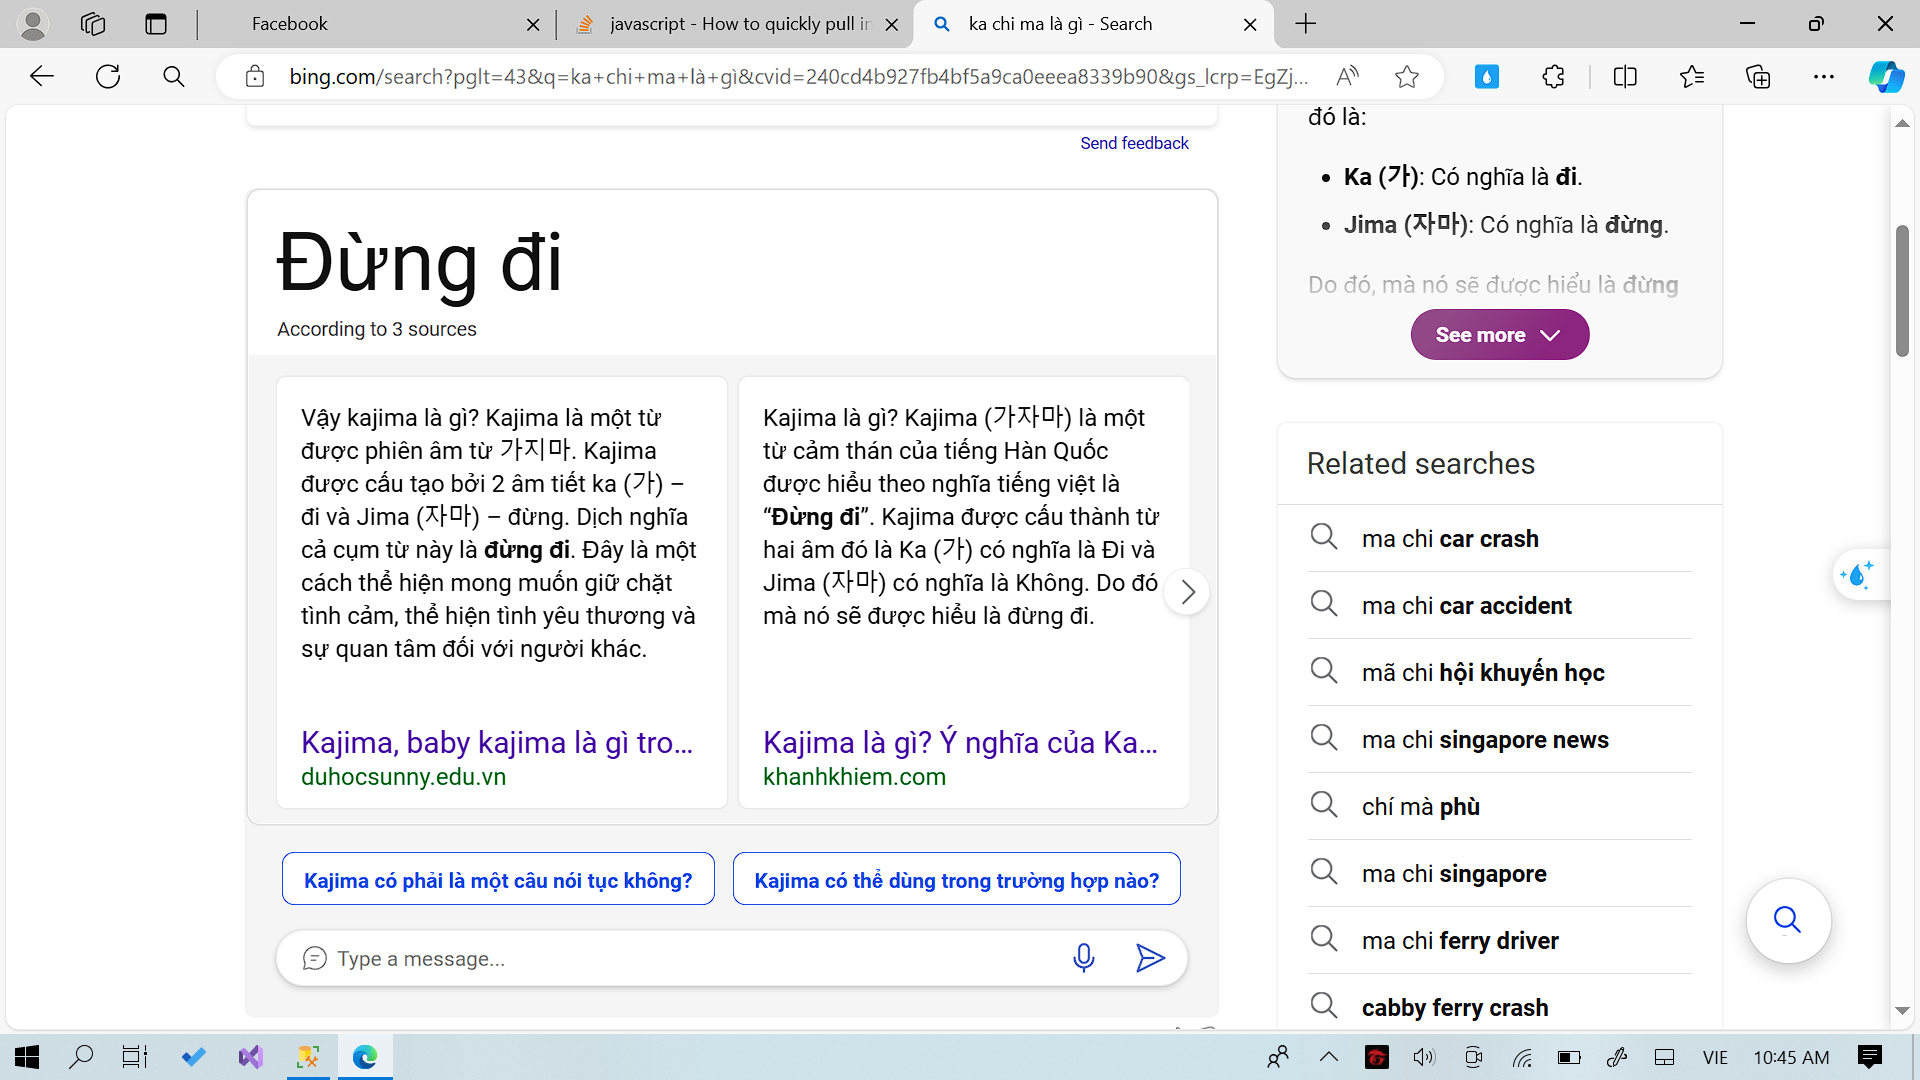 Facebook
javascript - How to quickly pull in
ka chi ma là gì - Search
bing.com/search?pglt=43&q=ka+chi+ma+là+gì&cvid=240cd4b927fb4bf5a9ca0eeea8339b90&gs_lcrp=EgZj...
Send feedback
Đừng đi
According to 3 sources
Vậy kajima là gì? Kajima là một từ
được phiên âm từ 가지마. Kajima
được cấu tạo bởi 2 âm tiết ka (가) –
đi và Jima (자마) – đừng. Dịch nghĩa
cả cụm từ này là đừng đi. Đây là một
cách thể hiện mong muốn giữ chặt
tình cảm, thể hiện tình yêu thương và
sự quan tâm đối với người khác.
Kajima, baby kajima là gì tro...
duhocsunny.edu.vn
Kajima là gì? Kajima (가자마) là một
từ cảm thán của tiếng Hàn Quốc
được hiểu theo nghĩa tiếng việt là
“Đừng đi”. Kajima được cấu thành từ
hai âm đó là Ka (가) có nghĩa là Đi và
Jima (자마) có nghĩa là Không. Do đó
mà nó sẽ được hiểu là đừng đi.
Kajima là gì? Ý nghĩa của Ka...
khanhkhiem.com
Kajima có phải là một câu nói tục không?
Kajima có thể dùng trong trường hợp nào?
Type a message...
đó là:
Ka (가): Có nghĩa là đi.
Jima (자마): Có nghĩa là đừng.
Do đó, mà nó sẽ được hiểu là đừng
See more
Related searches
ma chi car crash
ma chi car accident
mã chi hội khuyến học
ma chi singapore news
chí mà phù
ma chi singapore
ma chi ferry driver
cabby ferry crash
VIE
10:45 AM